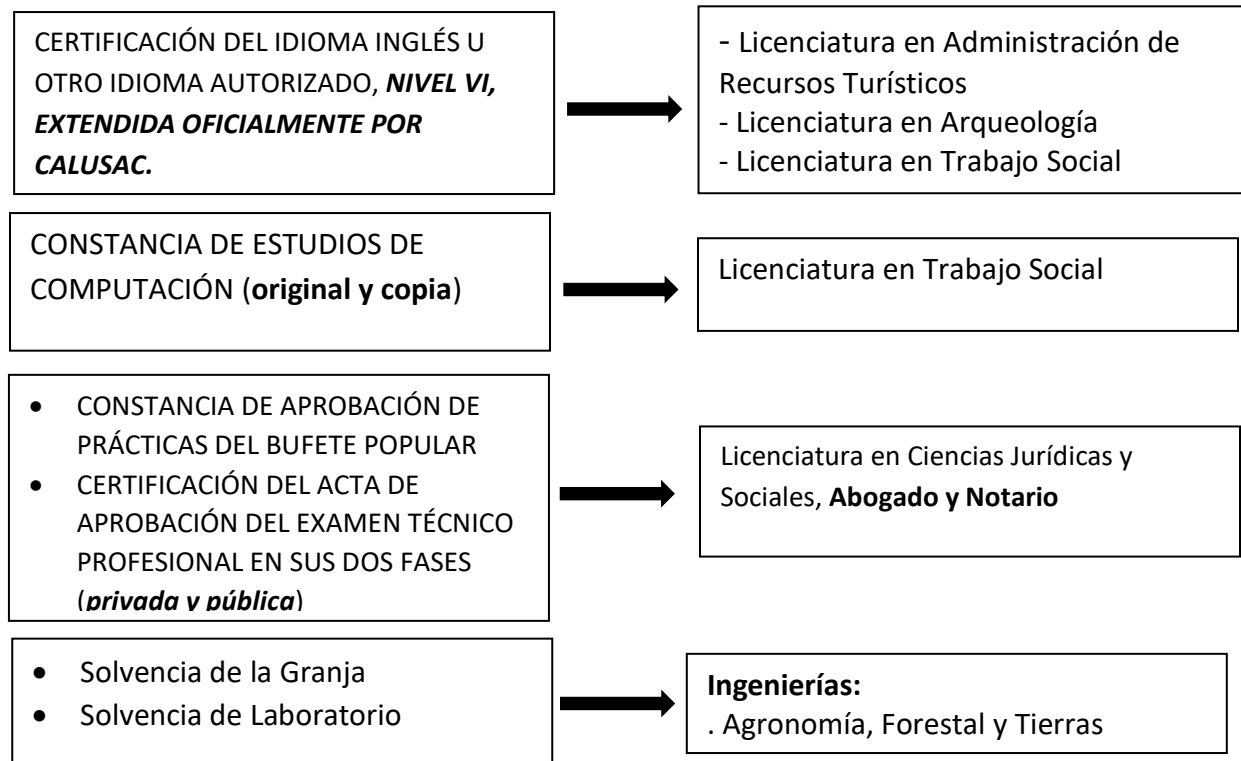 CERTIFICACIÓN DEL IDIOMA INGLÉS U
OTRO IDIOMA AUTORIZADO, NIVEL VI,
EXTENDIDA OFICIALMENTE POR
CALUSAC.
- Licenciatura en Administración de
Recursos Turísticos
- Licenciatura en Arqueología
- Licenciatura en Trabajo Social
CONSTANCIA DE ESTUDIOS DE
COMPUTACIÓN (original y copia)
Licenciatura en Trabajo Social
• CONSTANCIA DE APROBACIÓN DE
PRÁCTICAS DEL BUFETE POPULAR
• CERTIFICACIÓN DEL ACTA DE
APROBACIÓN DEL EXAMEN TÉCNICO
PROFESIONAL EN SUS DOS FASES
(privada y pública)
Licenciatura en Ciencias Jurídicas y
Sociales, Abogado y Notario
• Solvencia de la Granja
• Solvencia de Laboratorio
Ingenierías:
. Agronomía, Forestal y Tierras